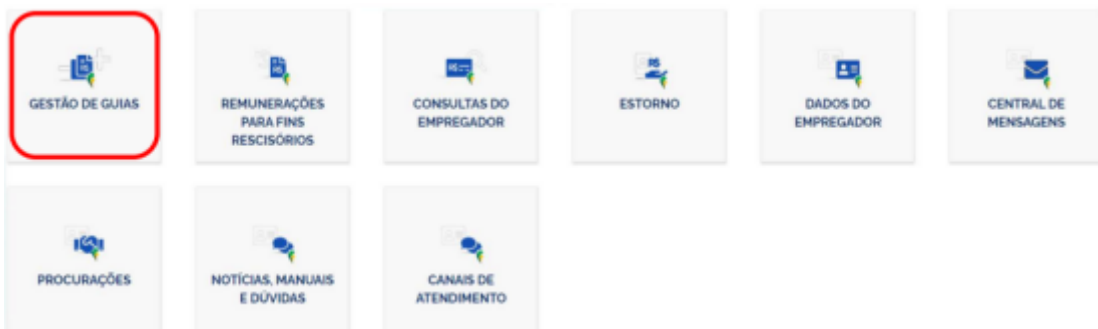 GESTÃO DE GUIAS
REMUNERAÇÕES
PARA FINS
RESCISÓRIOS
CONSULTAS DO
EMPREGADOR
ESTORNO
DADOS DO
EMPREGADOR
CENTRAL DE
MENSAGENS
PROCURAÇÕES
NOTÍCIAS, MANUAIS
E DÚVIDAS
CANAIS DE
ATENDIMENTO